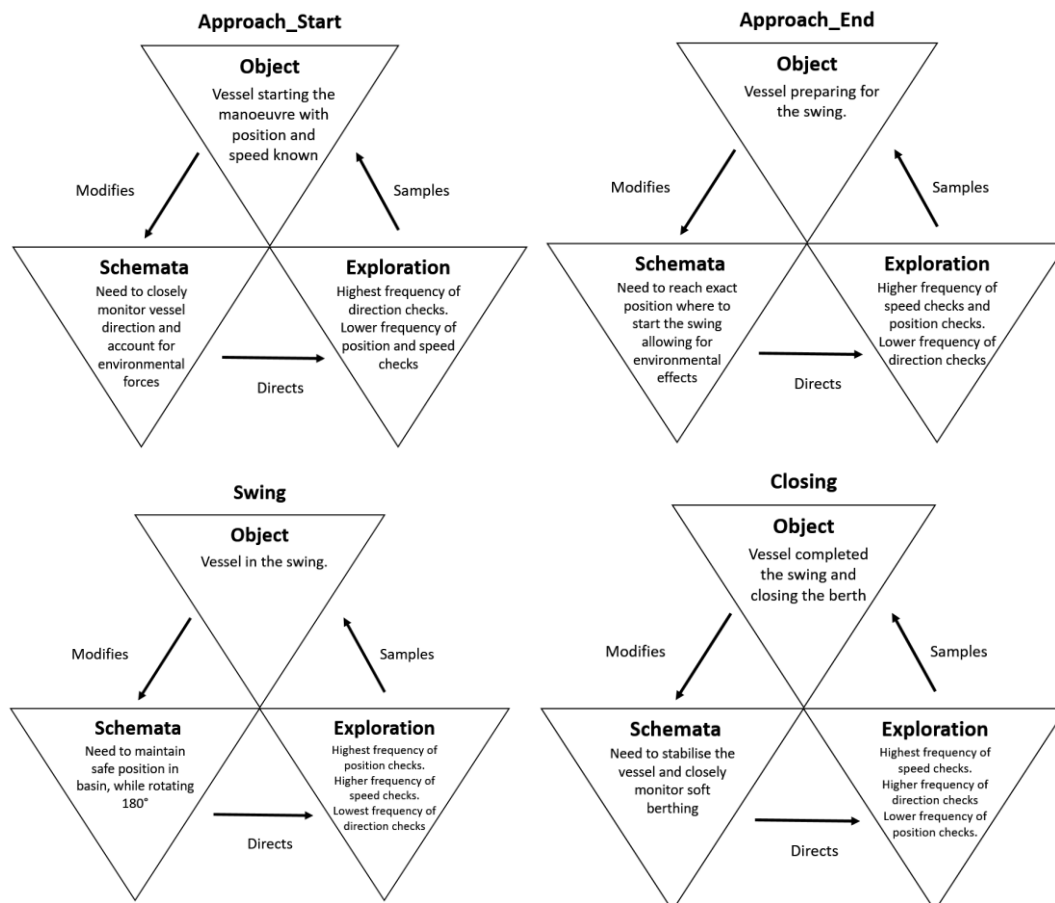 Approach_Start
Object
Vessel starting the
manoeuvre with
position and
speed known
Modifies
Samples
Schemata
Need to closely
monitor vessel
direction and
account for
environmental
forces
Exploration
Highest frequency of
direction checks.
Lower frequency of
position and speed
checks
Directs
Approach_End
Object
Vessel preparing for
the swing.
Modifies
Samples
Schemata
Need to reach exact
position where to
start the swing
allowing for
environmental
effects
Exploration
Higher frequency of
speed checks and
position checks.
Lower frequency of
direction checks
Directs
Swing
Object
Vessel in the swing.
Modifies
Samples
Schemata
Need to maintain
safe position in
basin, while rotating
180°
Exploration
Highest frequency of
position checks.
Higher frequency of
speed checks.
Lowest frequency of
direction checks
Directs
Closing
Object
Vessel completed
the swing and
closing the berth
Modifies
Samples
Schemata
Need to stabilise the
vessel and closely
monitor soft
berthing
Exploration
Highest frequency of
speed checks.
Higher frequency of
direction checks
Lower frequency of
position checks.
Directs